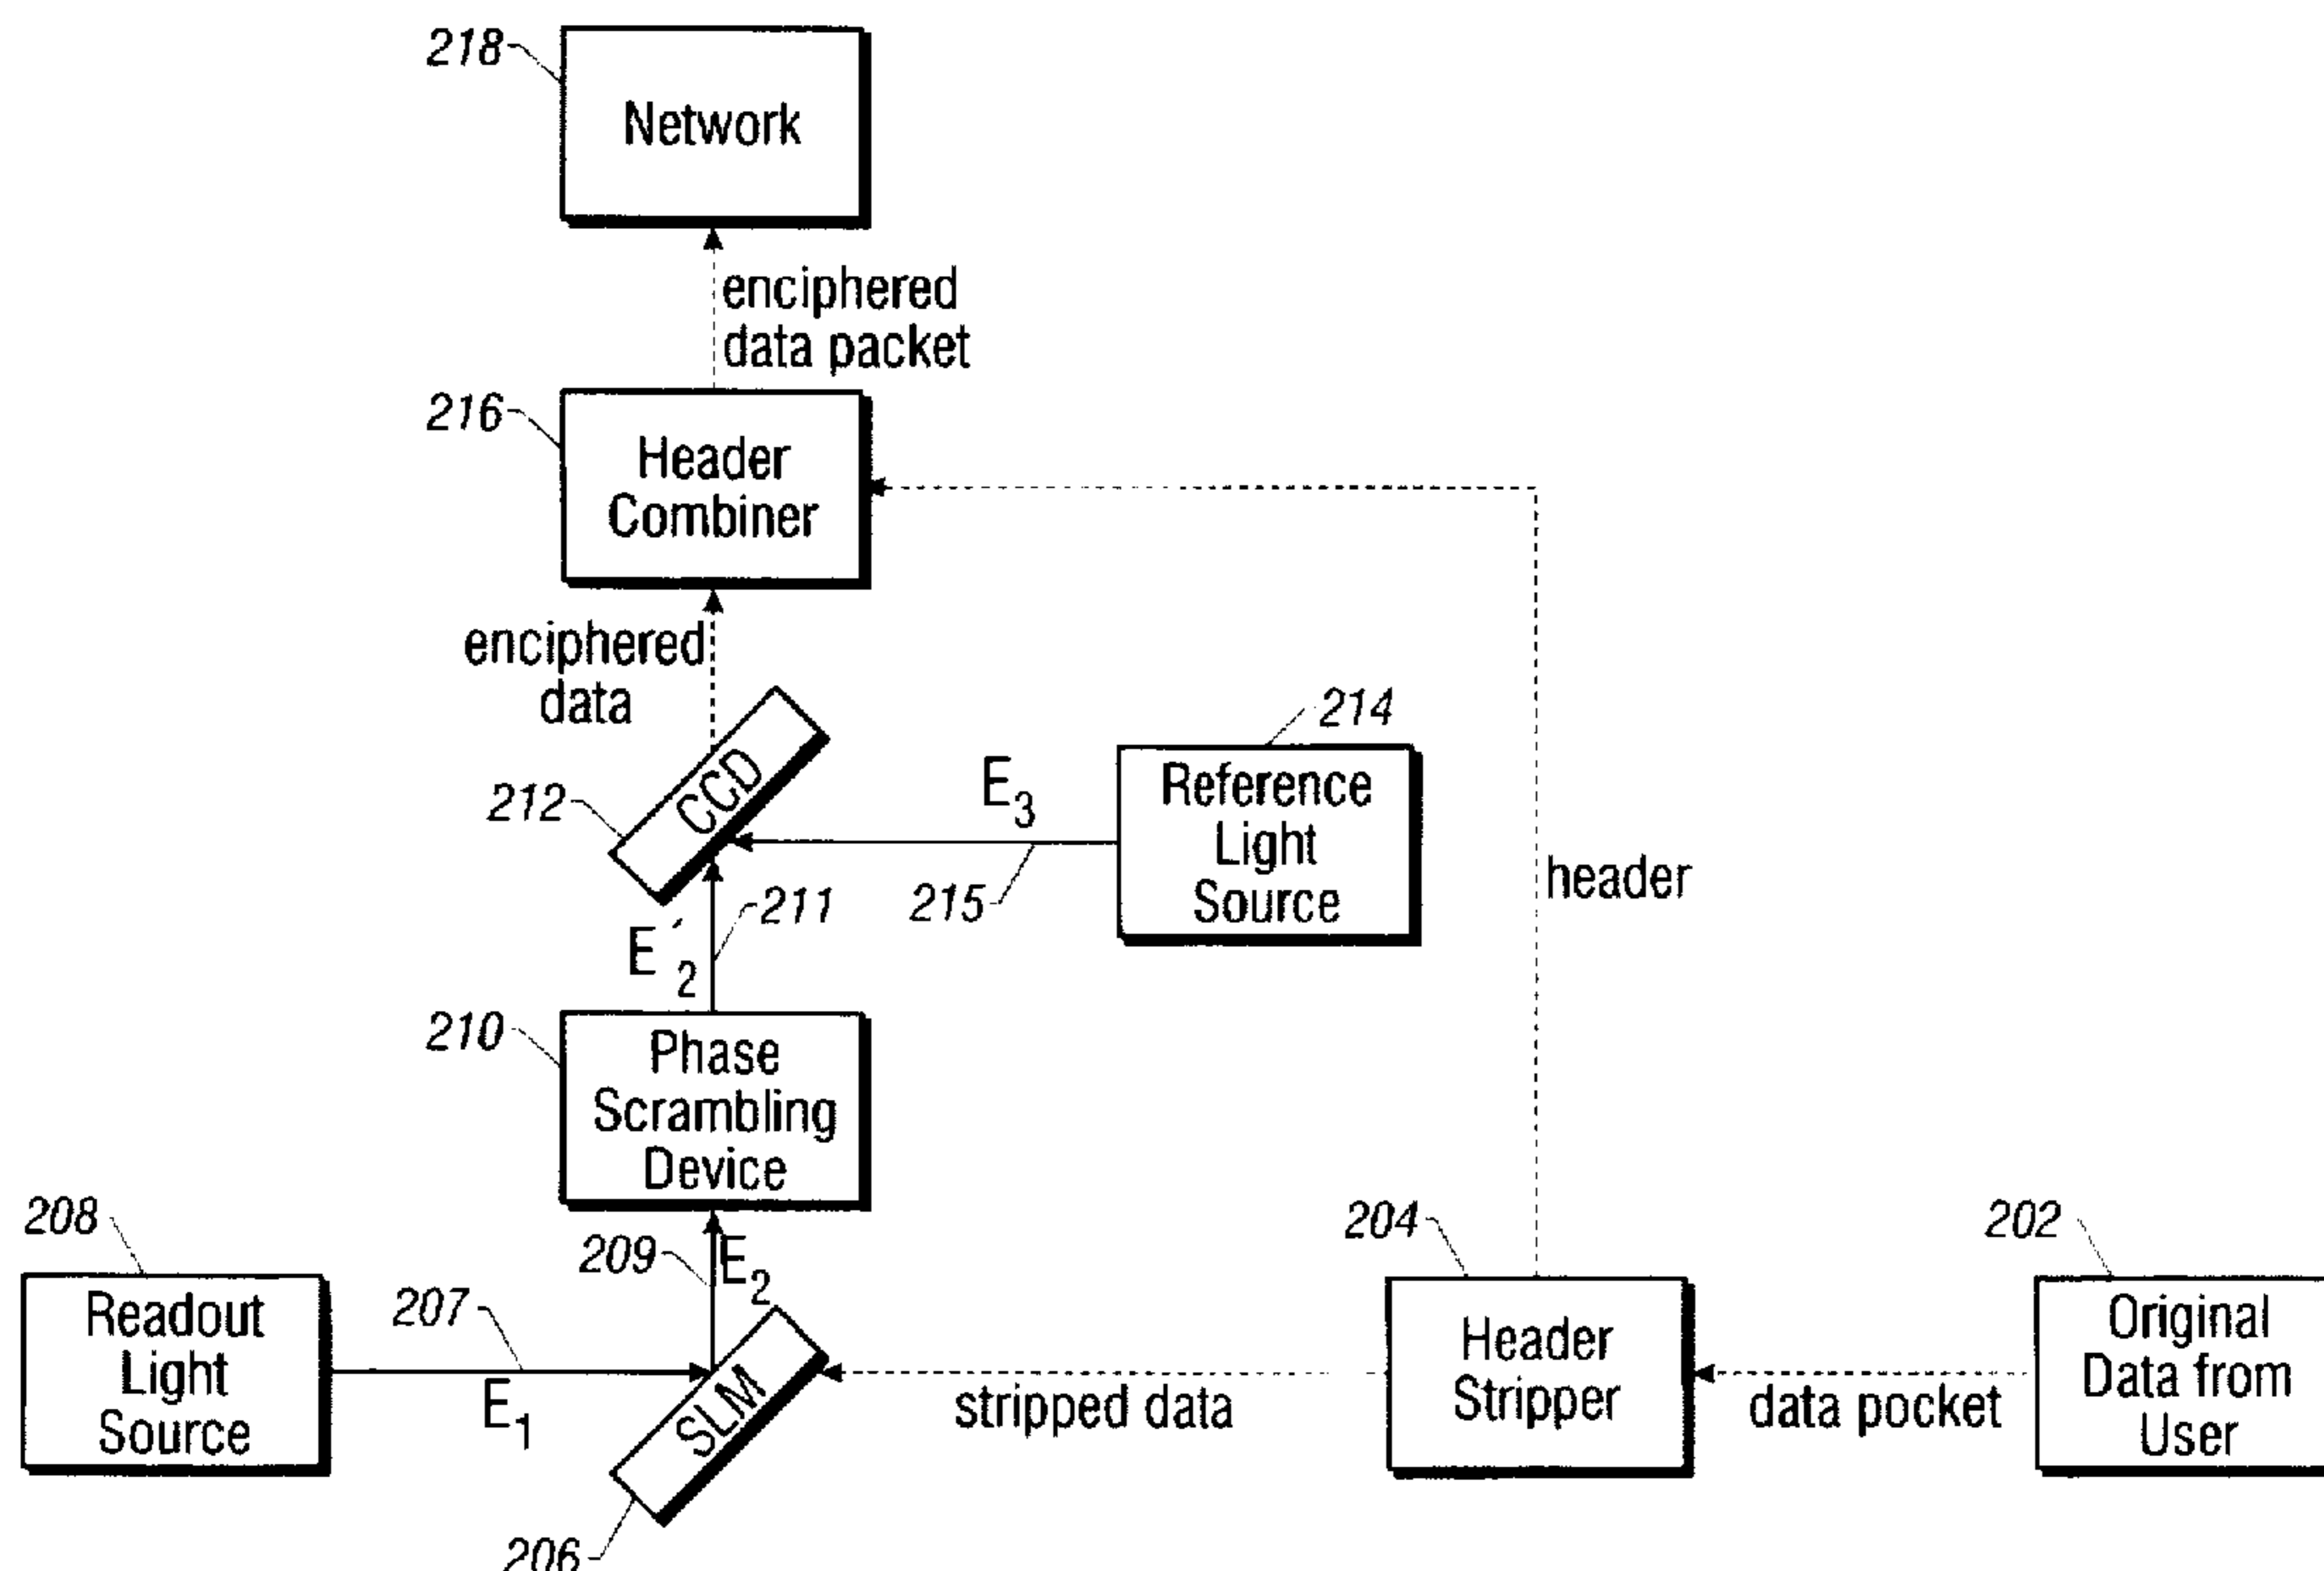 218
Network
enciphered
data packet
216
Header
Combiner
enciphered
data
214
212
CCD
E3
Reference
Light
Source
215
header
211
E´2
210
Phase
Scrambling
Device
208
209
E2
204
202
Readout
Light
Source
207
E1
SLM
stripped data
Header
Stripper
data pocket
Original
Data from
User
206